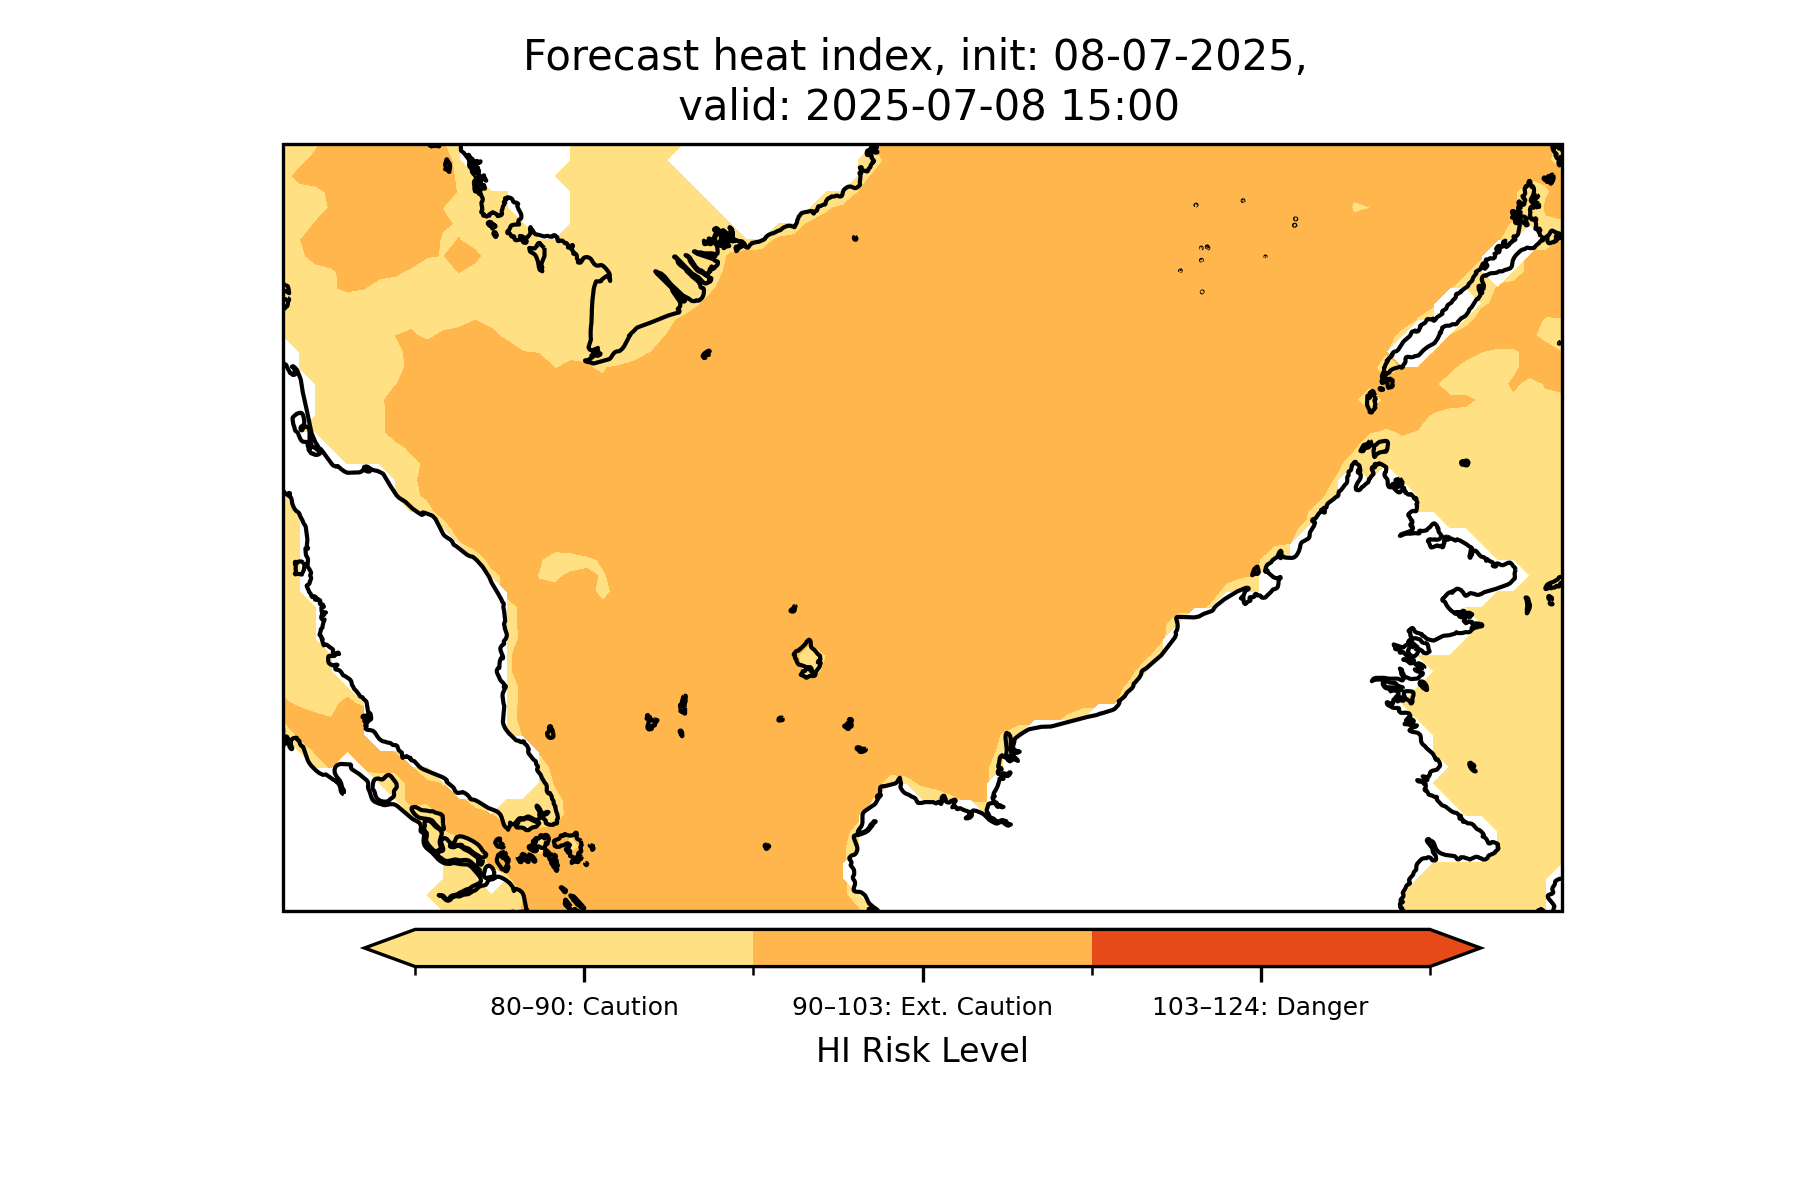 Forecast heat index, init: 08-07-2025,
valid: 2025-07-08 15:00
80–90: Caution
90–103: Ext. Caution
103–124: Danger
HI Risk Level